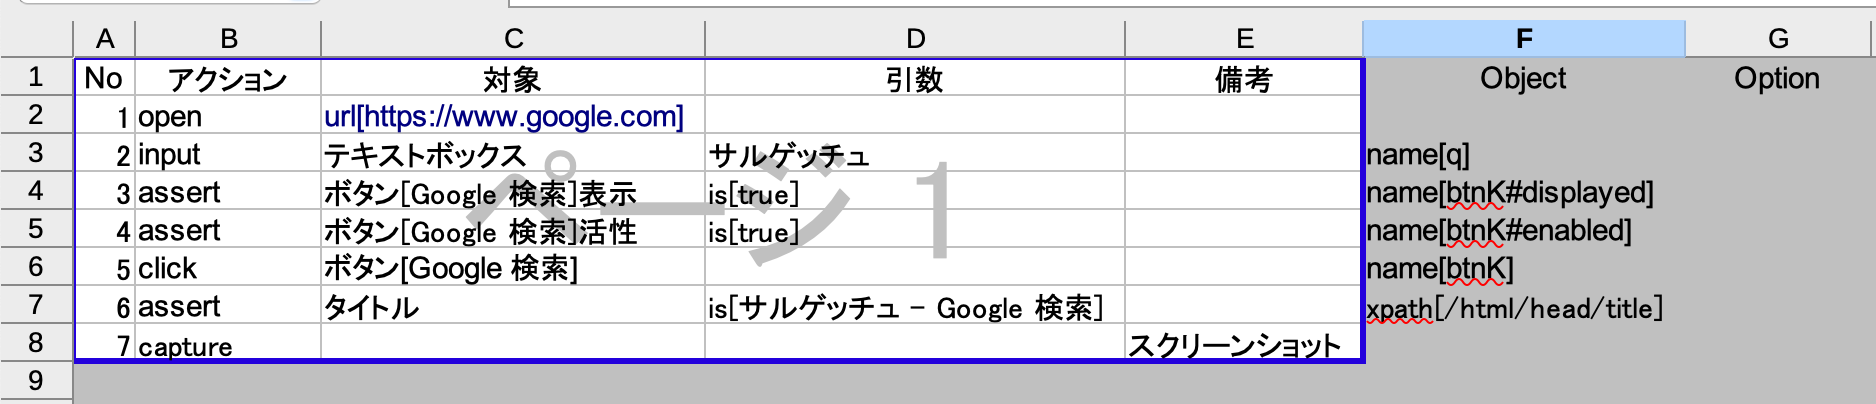 A B C D E F G
1 No アクション 対象 引数 備考 Object Option
2 1 open url[https://www.google.com]
3 2 input テキストボックス サルゲッチュ name[q]
4 3 assert ボタン[Google 検索]表示 is[true] name[btnK#displayed]
5 4 assert ボタン[Google 検索]活性 is[true] name[btnK#enabled]
6 5 click ボタン[Google 検索] name[btnK]
7 6 assert タイトル is[サルゲッチュ - Google 検索] xpath[/html/head/title]
8 7 capture スクリーンショット
9
ページ 1